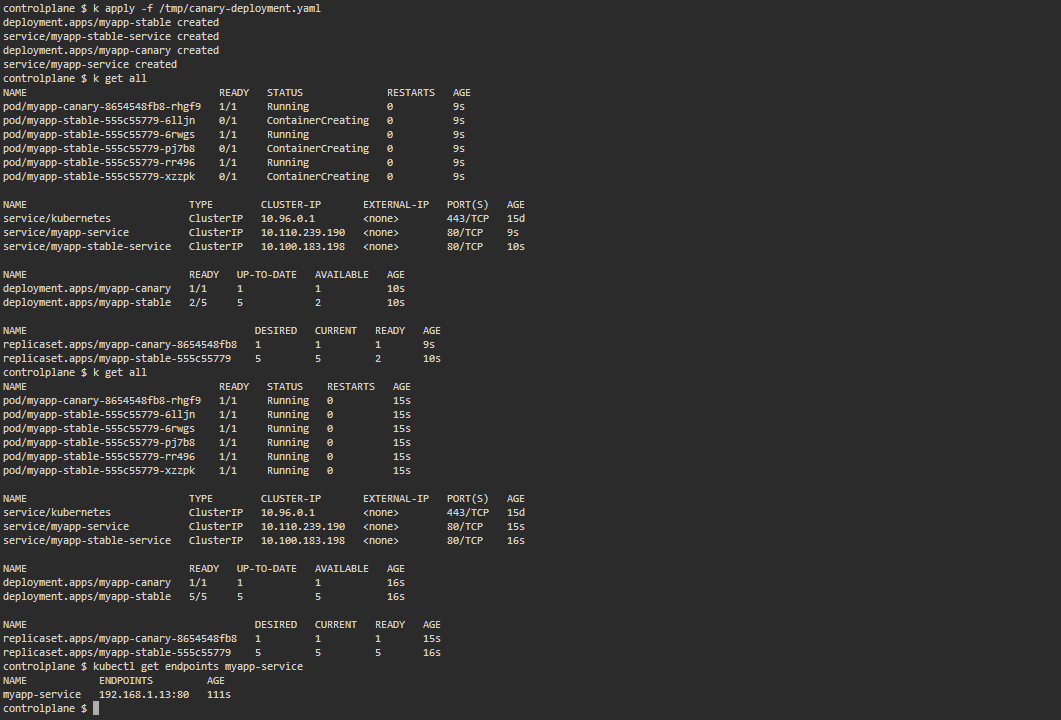 controlplane $ k apply -f /tmp/canary-deployment.yaml
deployment.apps/myapp-stable created
service/myapp-stable-service created
deployment.apps/myapp-canary created
service/myapp-service created
controlplane $ k get all
NAME                                READY   STATUS              RESTARTS   AGE
pod/myapp-canary-8654548fb8-rhgf9   1/1     Running             0          9s
pod/myapp-stable-555c55779-6lljn    0/1     ContainerCreating   0          9s
pod/myapp-stable-555c55779-6rwgs    1/1     Running             0          9s
pod/myapp-stable-555c55779-pj7b8    0/1     ContainerCreating   0          9s
pod/myapp-stable-555c55779-rr496    1/1     Running             0          9s
pod/myapp-stable-555c55779-xzzpk    0/1     ContainerCreating   0          9s

NAME                           TYPE        CLUSTER-IP       EXTERNAL-IP   PORT(S)   AGE
service/kubernetes             ClusterIP   10.96.0.1        <none>        443/TCP   15d
service/myapp-service          ClusterIP   10.110.239.190   <none>        80/TCP    9s
service/myapp-stable-service   ClusterIP   10.100.183.198   <none>        80/TCP    10s

NAME                           READY   UP-TO-DATE   AVAILABLE   AGE
deployment.apps/myapp-canary   1/1     1            1           10s
deployment.apps/myapp-stable   2/5     5            2           10s

NAME                                      DESIRED   CURRENT   READY   AGE
replicaset.apps/myapp-canary-8654548fb8   1         1         1       9s
replicaset.apps/myapp-stable-555c55779    5         5         2       10s
controlplane $ k get all
NAME                                READY   STATUS    RESTARTS   AGE
pod/myapp-canary-8654548fb8-rhgf9   1/1     Running   0          15s
pod/myapp-stable-555c55779-6lljn    1/1     Running   0          15s
pod/myapp-stable-555c55779-6rwgs    1/1     Running   0          15s
pod/myapp-stable-555c55779-pj7b8    1/1     Running   0          15s
pod/myapp-stable-555c55779-rr496    1/1     Running   0          15s
pod/myapp-stable-555c55779-xzzpk    1/1     Running   0          15s

NAME                           TYPE        CLUSTER-IP       EXTERNAL-IP   PORT(S)   AGE
service/kubernetes             ClusterIP   10.96.0.1        <none>        443/TCP   15d
service/myapp-service          ClusterIP   10.110.239.190   <none>        80/TCP    15s
service/myapp-stable-service   ClusterIP   10.100.183.198   <none>        80/TCP    16s

NAME                           READY   UP-TO-DATE   AVAILABLE   AGE
deployment.apps/myapp-canary   1/1     1            1           16s
deployment.apps/myapp-stable   5/5     5            5           16s

NAME                                      DESIRED   CURRENT   READY   AGE
replicaset.apps/myapp-canary-8654548fb8   1         1         1       15s
replicaset.apps/myapp-stable-555c55779    5         5         5       16s
controlplane $ kubectl get endpoints myapp-service
NAME            ENDPOINTS         AGE
myapp-service   192.168.1.13:80   111s
controlplane $